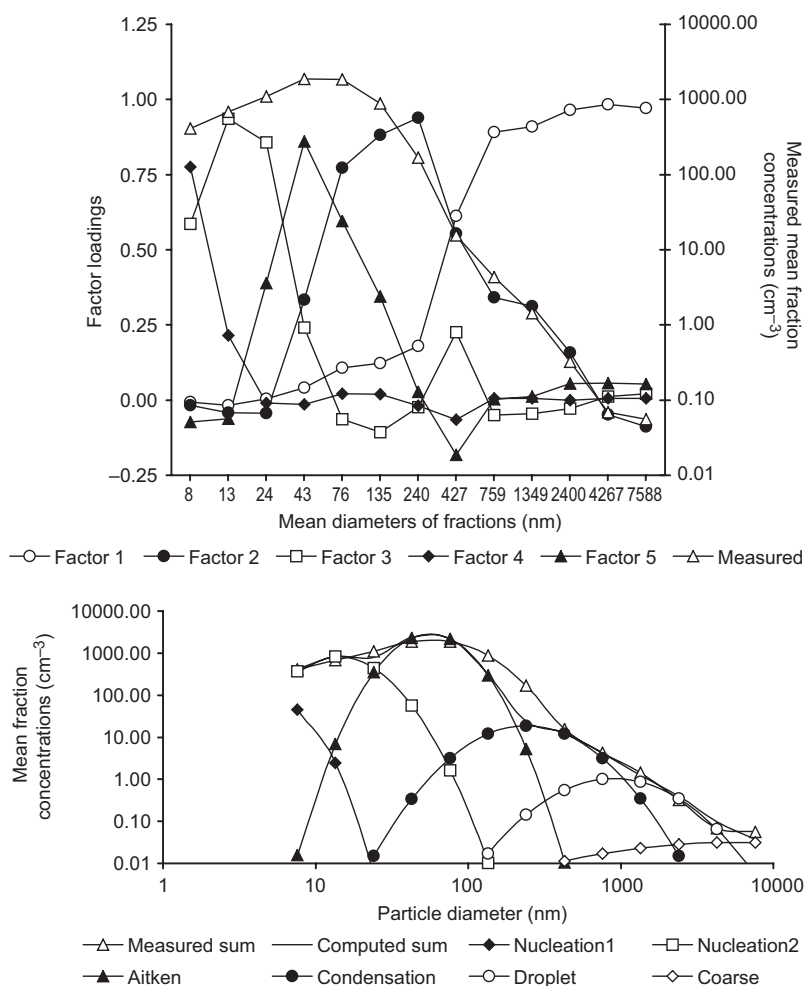 1.25
1.00
0.75
0.50
0.25
0.00
–0.25
Factor loadings
10000.00
1000.00
100.00
10.00
1.00
0.10
0.01
Measured mean fraction
concentrations (cm–3)
8 13 24 43 76 135 240 427 759 1349 2400 4267 7588
Mean diameters of fractions (nm)
Factor 1 Factor 2 Factor 3 Factor 4 Factor 5 Measured
10000.00
1000.00
100.00
10.00
1.00
0.10
0.01
Mean fraction
concentrations (cm–3)
1 10 100 1000 10000
Particle diameter (nm)
Measured sum Computed sum Nucleation1 Nucleation2
Aitken Condensation Droplet Coarse